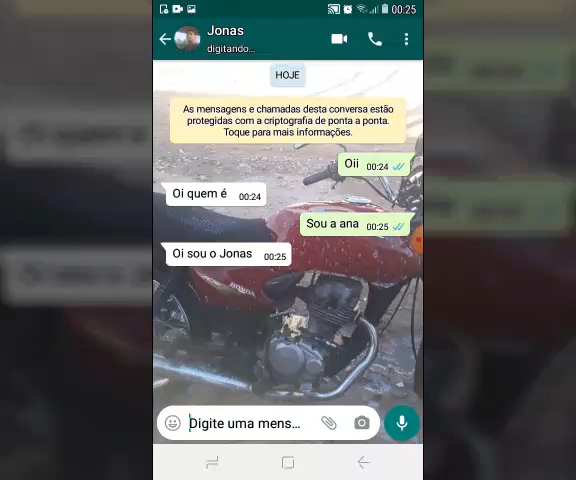 00:25
Jonas
digitando...
HOJE
As mensagens e chamadas desta conversa estão
protegidas com a criptografia de ponta a ponta.
Toque para mais informações.
Oii 00:24
Oi quem é 00:24
Sou a ana 00:25
Oi sou o Jonas 00:25
HONDA
Digite uma mens...